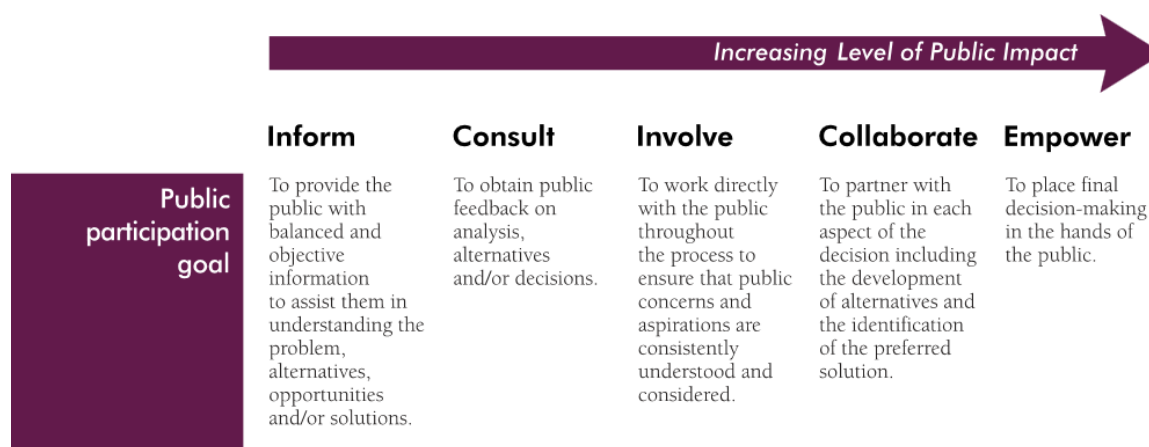 Increasing Level of Public Impact
Inform
Consult
Involve
Collaborate
Empower
Public
participation
goal
To provide the
public with
balanced and
objective
information
to assist them in
understanding the
problem,
alternatives,
opportunities
and/or solutions.
To obtain public
feedback on
analysis,
alternatives
and/or decisions.
To work directly
with the public
throughout
the process to
ensure that public
concerns and
aspirations are
consistently
understood and
considered.
To partner with
the public in each
aspect of the
decision including
the development
of alternatives and
the identification
of the preferred
solution.
To place final
decision-making
in the hands of
the public.